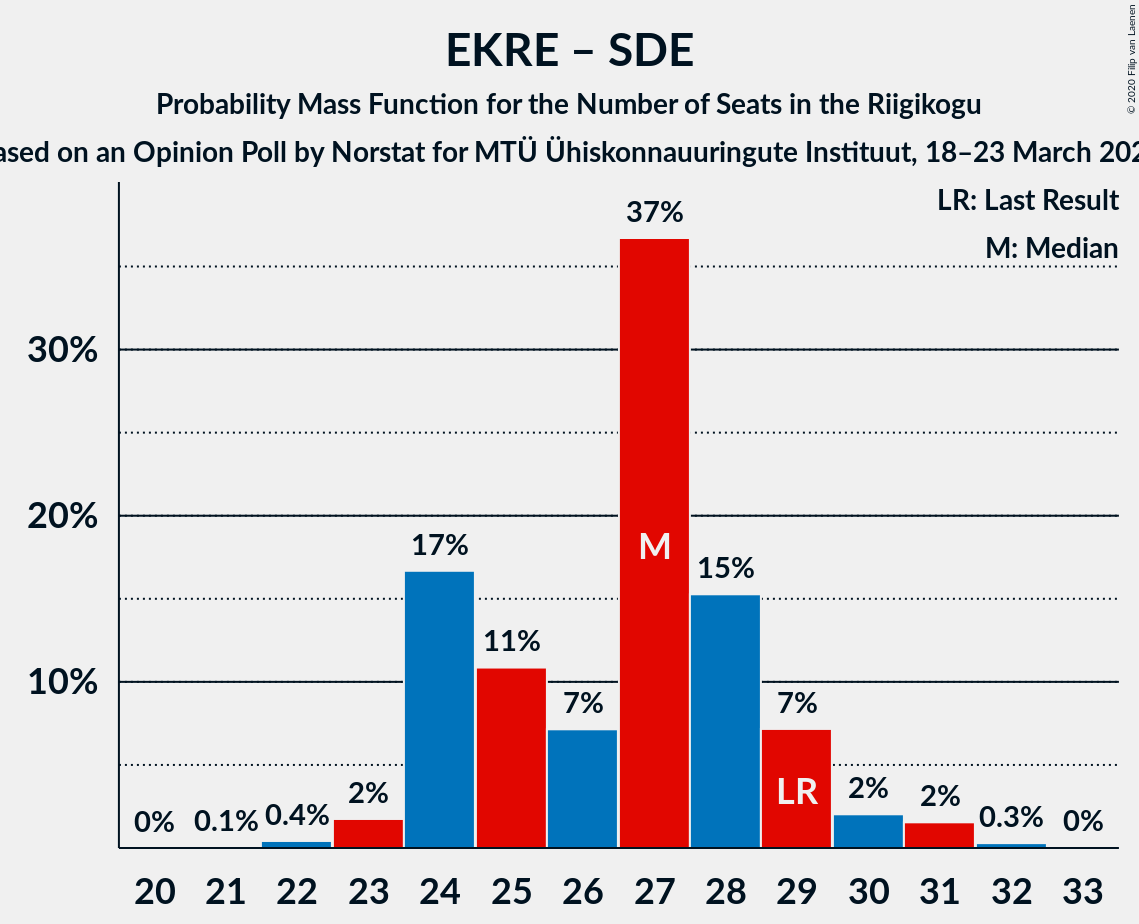 EKRE – SDE
Probability Mass Function for the Number of Seats in the Riigikogu
ased on an Opinion Poll by Norstat for MTÜ Ühiskonnauuringute Instituut, 18–23 March 202
© 2020 Filip van Laenen
LR: Last Result
M: Median
37%
30%
20%
17%
M
15%
11%
10%
7%
7%
LR
2%
2%
2%
0%
0.1%
0.4%
0.3%
0%
20 21 22 23 24 25 26 27 28 29 30 31 32 33